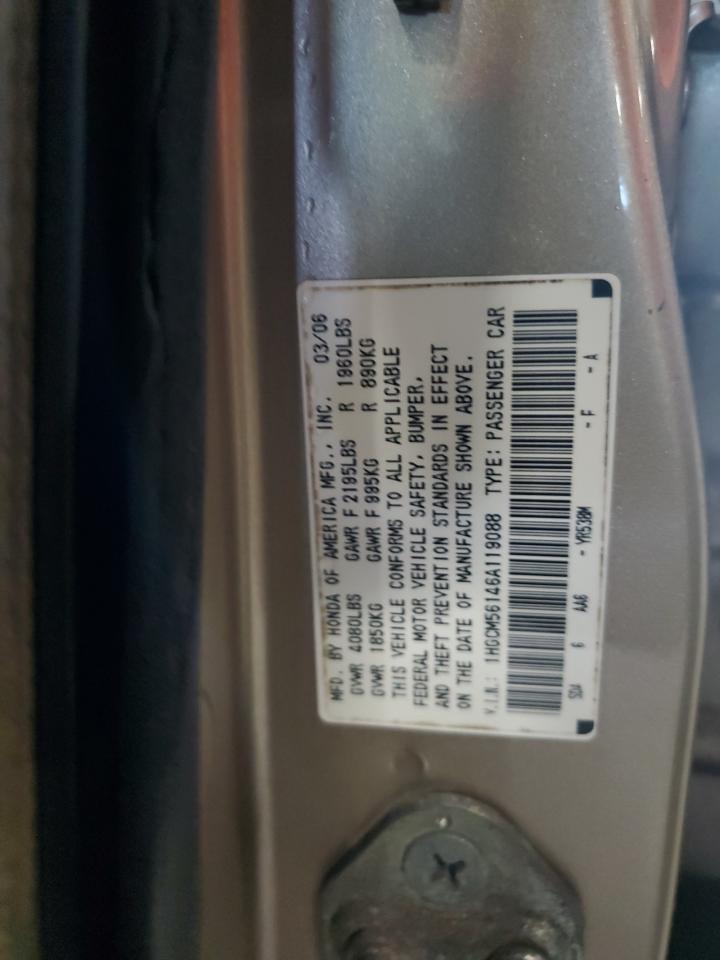 MFD. BY HONDA OF AMERICA MFG., INC. 03/06
GVWR 4080LBS GAWR F 2195LBS R 1960LBS
GVWR 1850KG GAWR F 995KG R 890KG
THIS VEHICLE CONFORMS TO ALL APPLICABLE
FEDERAL MOTOR VEHICLE SAFETY, BUMPER,
AND THEFT PREVENTION STANDARDS IN EFFECT
ON THE DATE OF MANUFACTURE SHOWN ABOVE.
V.I.N.: 1HGCM56146A119088 TYPE: PASSENGER CAR
SDA 6 AA6 - YR538M - F - A